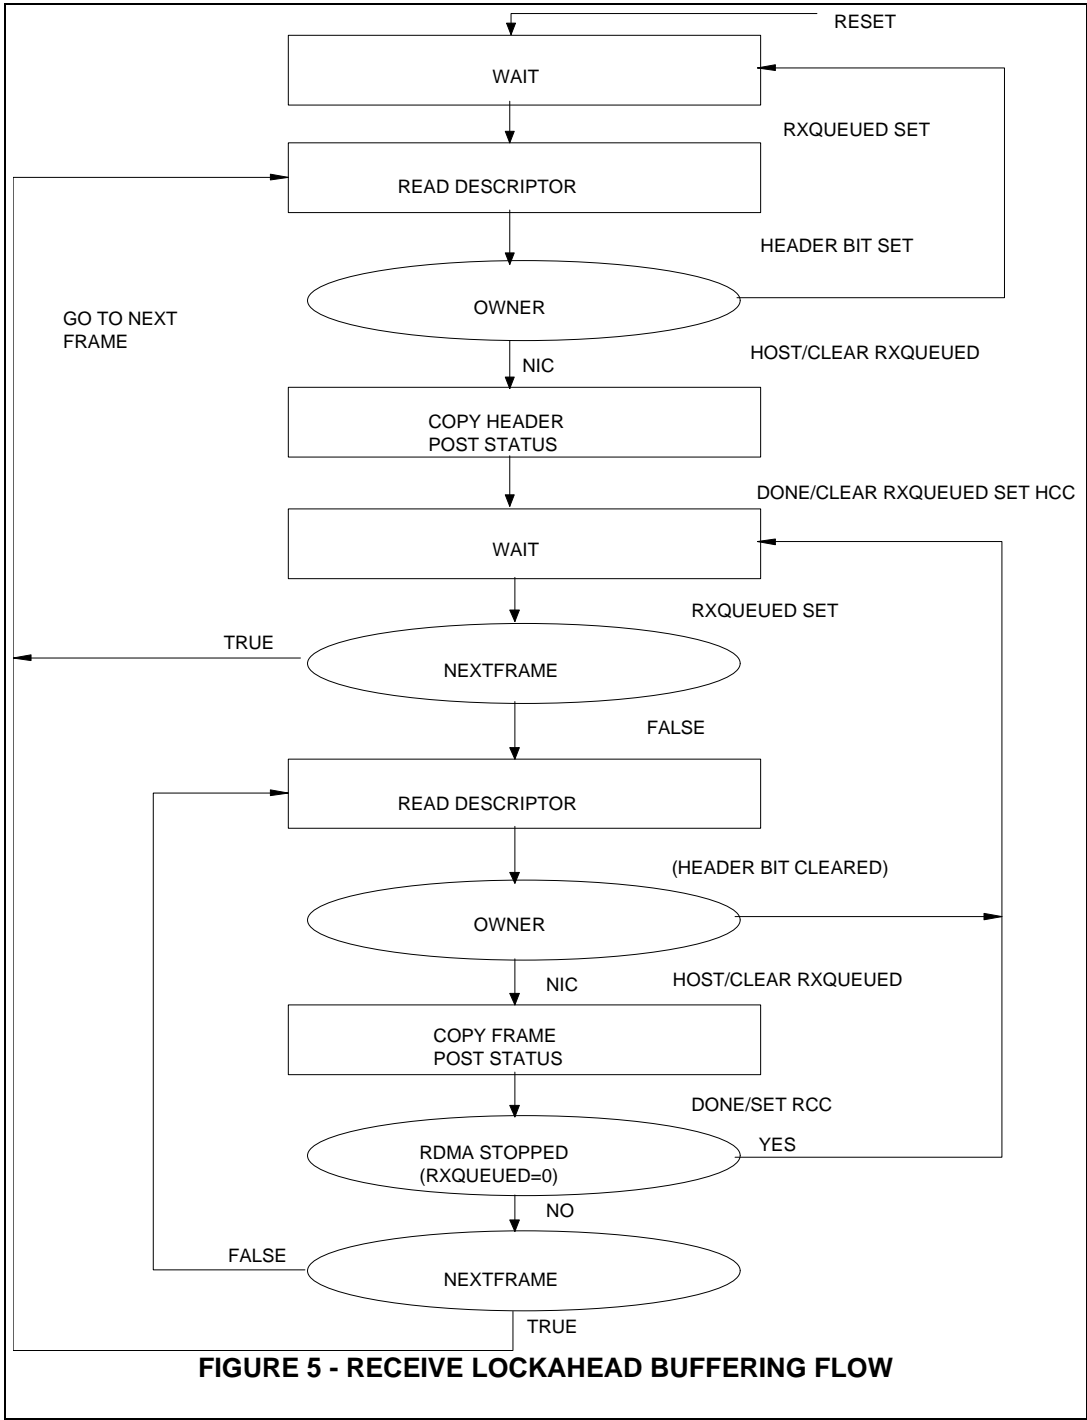 RESET
WAIT
RXQUEUED SET
READ DESCRIPTOR
HEADER BIT SET
OWNER
GO TO NEXT
FRAME
HOST/CLEAR RXQUEUED
NIC
COPY HEADER
POST STATUS
DONE/CLEAR RXQUEUED SET HCC
WAIT
RXQUEUED SET
TRUE
NEXTFRAME
FALSE
READ DESCRIPTOR
(HEADER BIT CLEARED)
OWNER
HOST/CLEAR RXQUEUED
NIC
COPY FRAME
POST STATUS
DONE/SET RCC
YES
RDMA STOPPED
(RXQUEUED=0)
NO
FALSE
NEXTFRAME
TRUE
FIGURE 5 - RECEIVE LOCKAHEAD BUFFERING FLOW